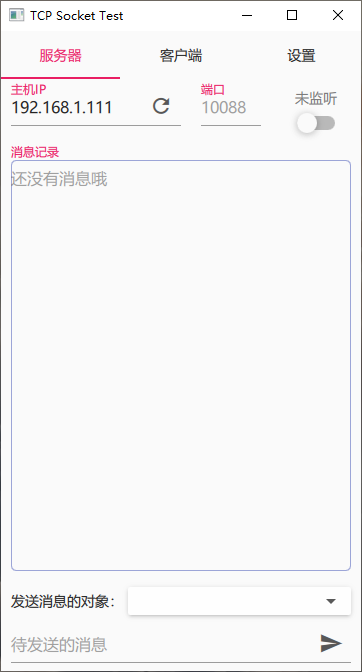 TCP Socket Test
服务器 客户端 设置
主机IP 端口
192.168.1.111 10088 未监听
消息记录
还没有消息哦
发送消息的对象:
待发送的消息